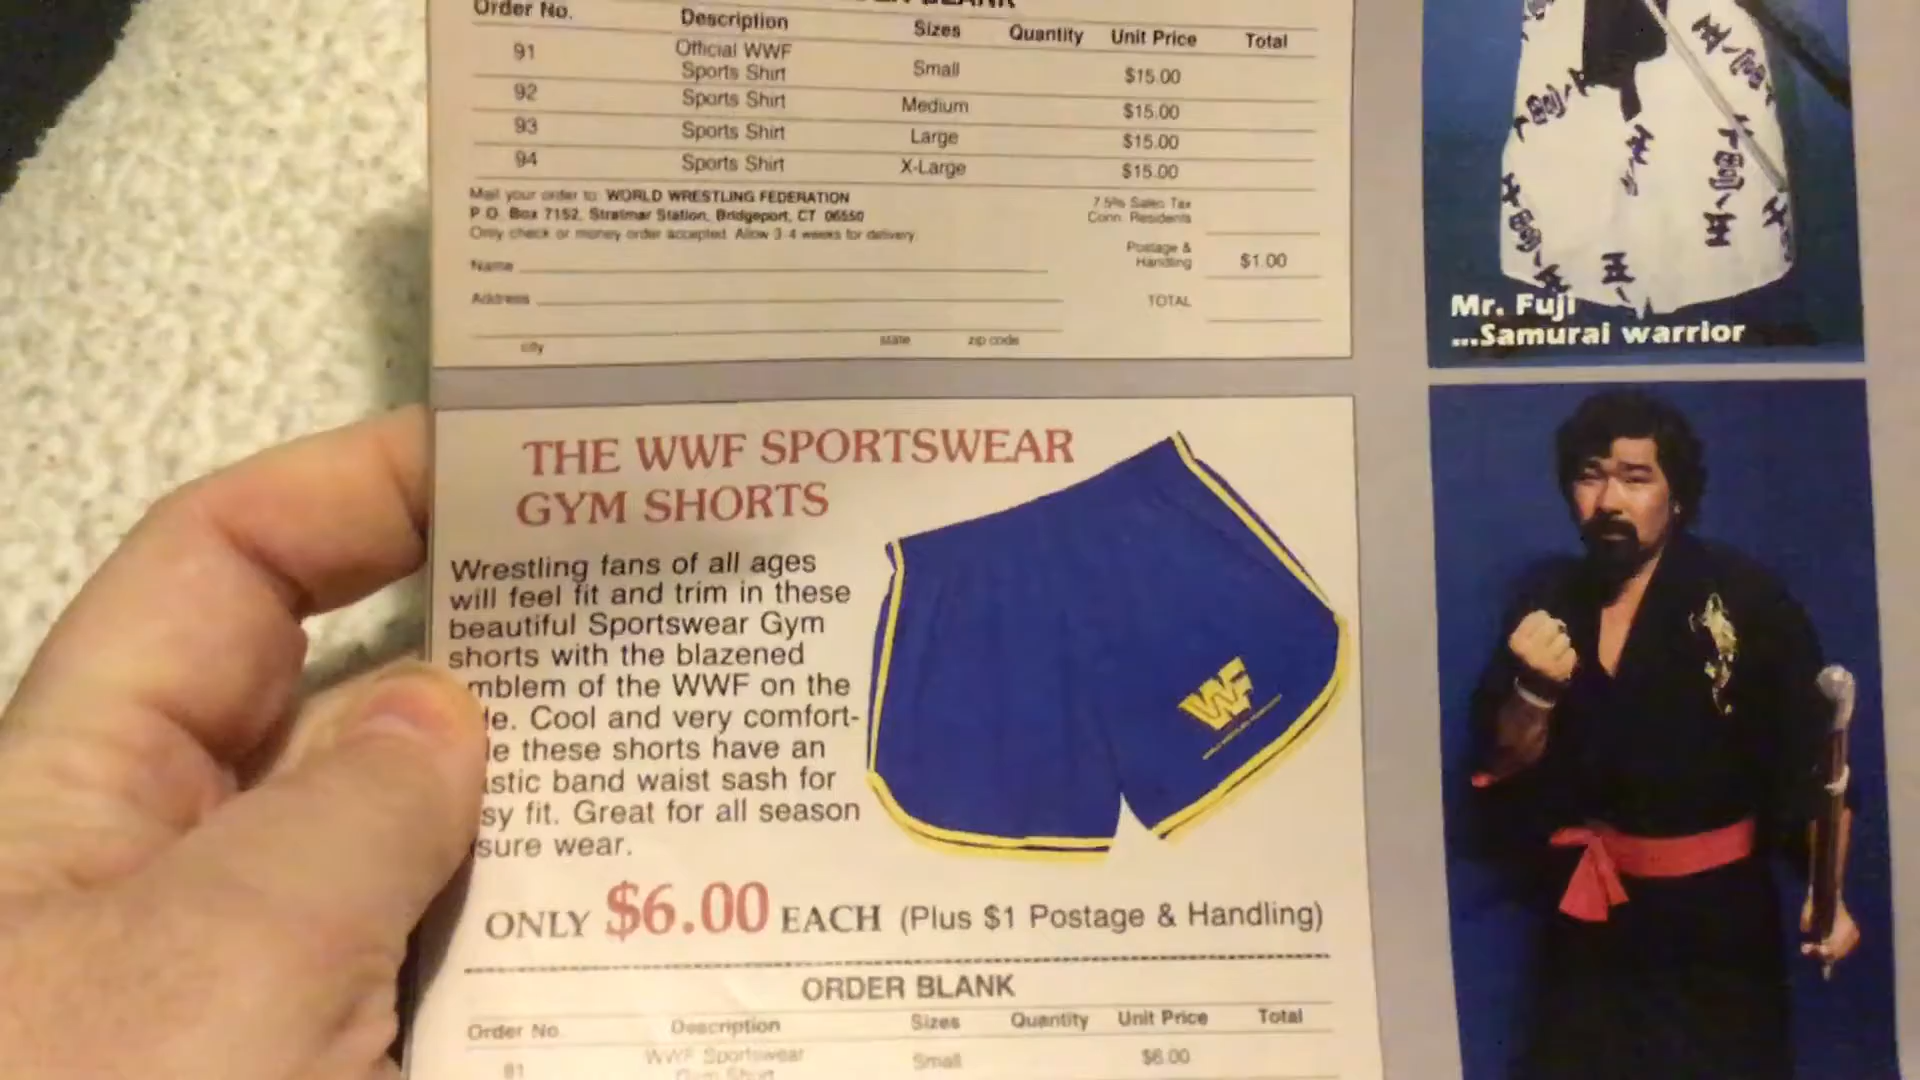 Order No. Description Sizes Quantity Unit Price Total
91 Official WWF Sports Shirt Small $15.00
92 Sports Shirt Medium $15.00
93 Sports Shirt Large $15.00
94 Sports Shirt X-Large $15.00
Mail your order to: WORLD WRESTLING FEDERATION
P.O. Box 7152, Stratmar Station, Bridgeport, CT 06550
Only check or money order accepted. Allow 3-4 weeks for delivery.
7.5% Sales Tax
Conn. Residents
Postage &
Handling $1.00
Name
Address
TOTAL
city state zip code
THE WWF SPORTSWEAR
GYM SHORTS
Wrestling fans of all ages
will feel fit and trim in these
beautiful Sportswear Gym
shorts with the blazened
mblem of the WWF on the
le. Cool and very comfort-
le these shorts have an
stic band waist sash for
sy fit. Great for all season
sure wear.
WWF
ONLY $6.00 EACH (Plus $1 Postage & Handling)
ORDER BLANK
Order No. Description Sizes Quantity Unit Price Total
81 WWF Sportswear Small $6.00
Gym Short
Mr. Fuji
...Samurai warrior